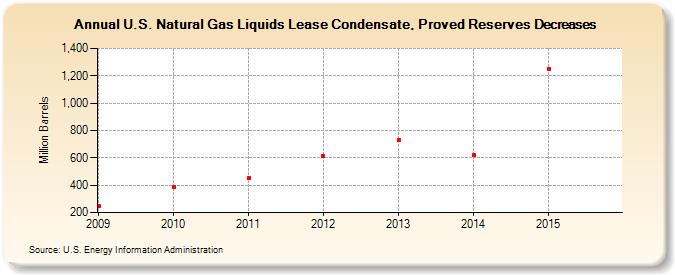 Annual U.S. Natural Gas Liquids Lease Condensate, Proved Reserves Decreases
Million Barrels
1,400
1,200
1,000
800
600
400
200
2009 2010 2011 2012 2013 2014 2015
Source: U.S. Energy Information Administration